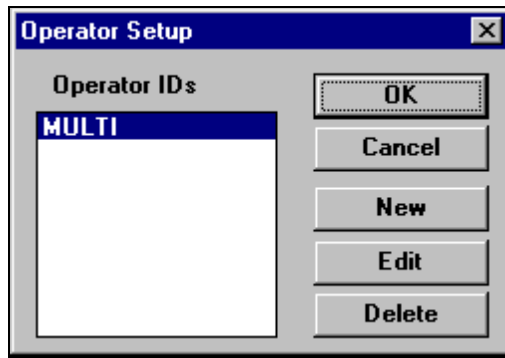 Operator Setup
Operator IDs
MULTI
OK
Cancel
New
Edit
Delete